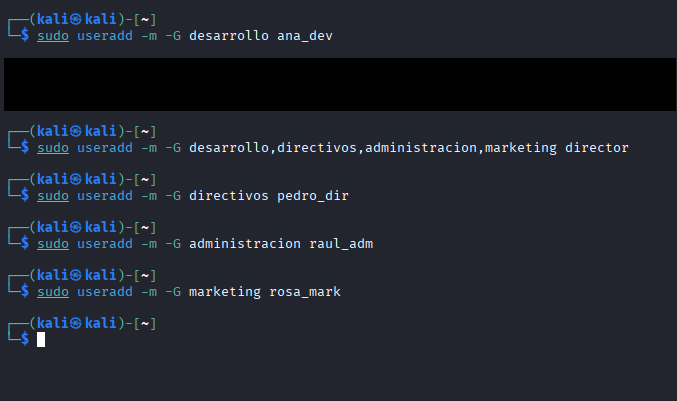 ┌──(kali㉿kali)-[~]
└─$ sudo useradd -m -G desarrollo ana_dev
┌──(kali㉿kali)-[~]
└─$ sudo useradd -m -G desarrollo,directivos,administracion,marketing director
┌──(kali㉿kali)-[~]
└─$ sudo useradd -m -G directivos pedro_dir
┌──(kali㉿kali)-[~]
└─$ sudo useradd -m -G administracion raul_adm
┌──(kali㉿kali)-[~]
└─$ sudo useradd -m -G marketing rosa_mark
┌──(kali㉿kali)-[~]
└─$